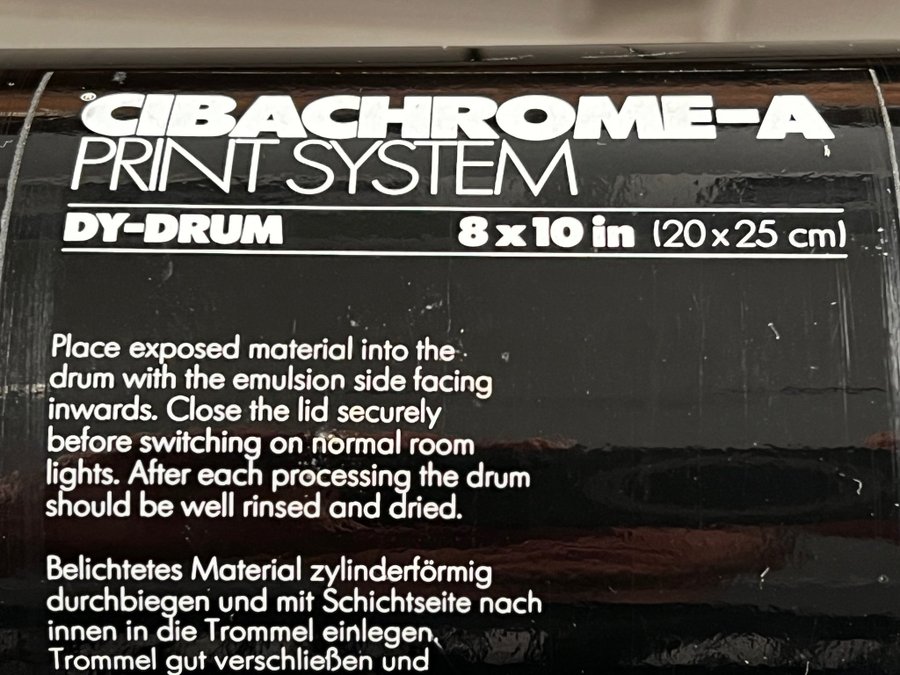 ® CIBACHROME-A
PRINT SYSTEM
DY-DRUM 8 x 10 in (20 x 25 cm)
Place exposed material into the
drum with the emulsion side facing
inwards. Close the lid securely
before switching on normal room
lights. After each processing the drum
should be well rinsed and dried.
Belichtetes Material zylinderförmig
durchbiegen und mit Schichtseite nach
innen in die Trommel einlegen.
Trommel gut verschließen und